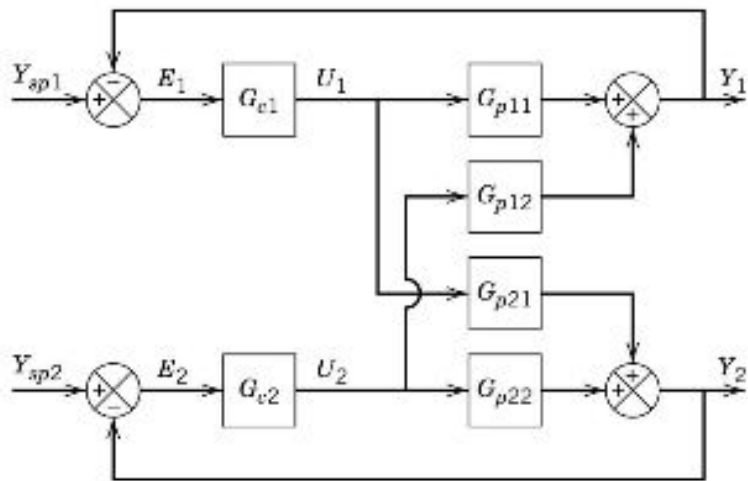 −
Y_sp1 + E_1 G_c1 U_1 G_p11 + Y_1
+
G_p12
G_p21
Y_sp2 + E_2 G_c2 U_2 G_p22 + + Y_2
−